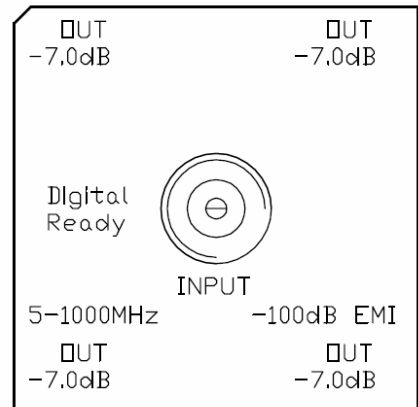 OUT OUT
-7.0dB -7.0dB
Digital
Ready
INPUT
5-1000MHz -100dB EMI
OUT OUT
-7.0dB -7.0dB